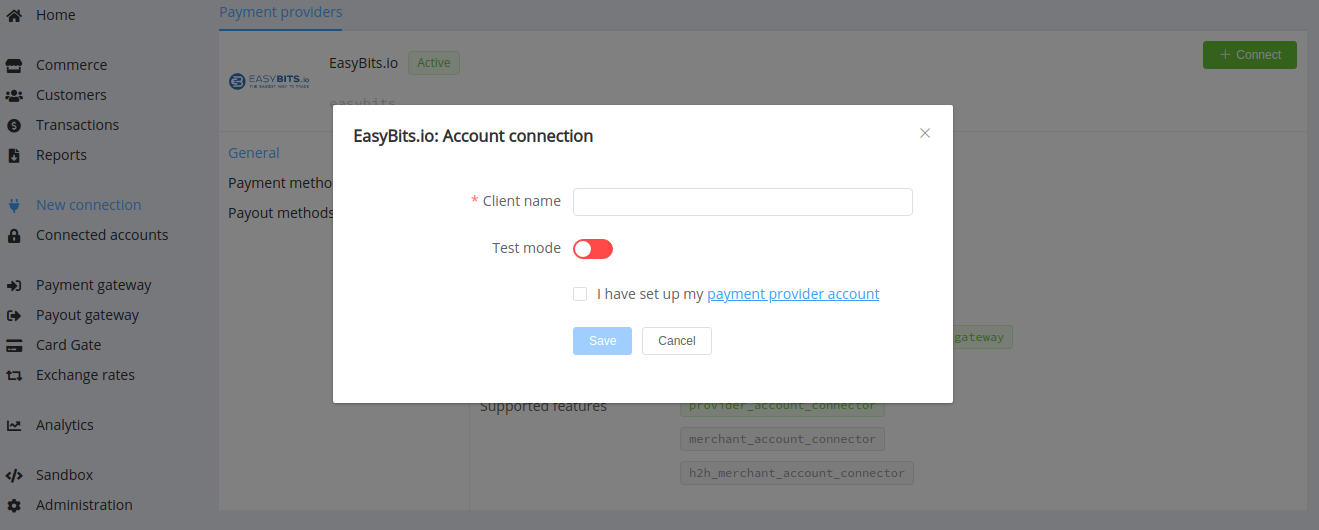 Home
Commerce
Customers
Transactions
Reports
New connection
Connected accounts
Payment gateway
Payout gateway
Card Gate
Exchange rates
Analytics
Sandbox
Administration
Payment providers
EASYBITS.io
THE EASIEST WAY TO TRADE
EasyBits.io Active
+ Connect
easybits
General
Payment metho
Payout methods
EasyBits.io: Account connection
* Client name
Test mode
I have set up my payment provider account
Save Cancel
gateway
Supported features
provider_account_connector
merchant_account_connector
h2h_merchant_account_connector